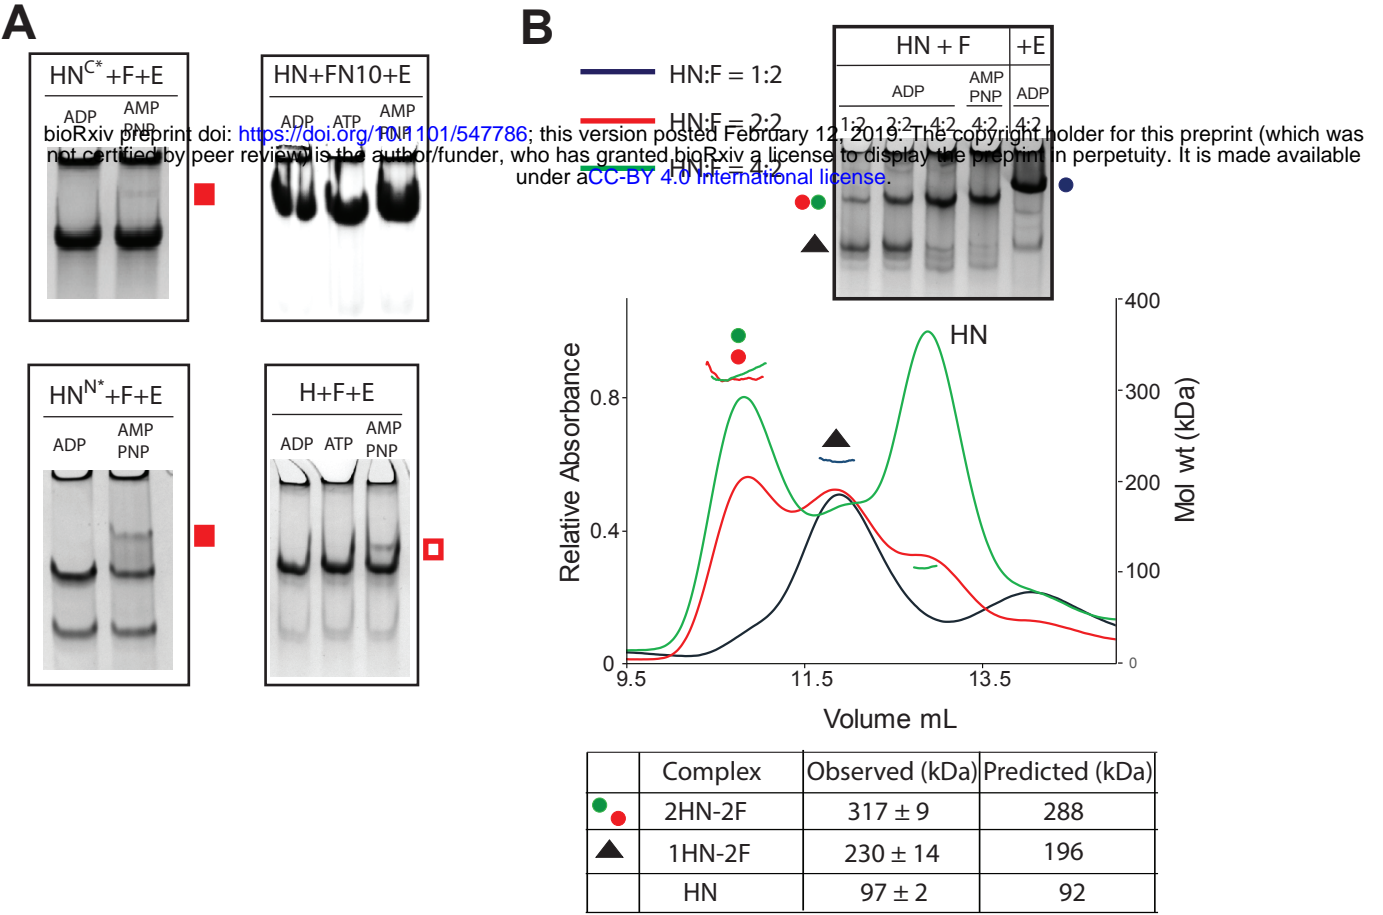 A
HN^C* +F+E
ADP
AMP
PNP
HN+FN10+E
ADP
ATP
AMP
PNP
HN^N*+F+E
ADP
AMP
PNP
H+F+E
ADP
ATP
AMP
PNP
B
HN:F = 1:2
HN:F = 2:2
HN:F = 4:2
HN + F
+E
ADP
AMP
PNP
ADP
1:2 2:2 4:2 4:2 4:2
bioRxiv preprint doi: https://doi.org/10.1101/547786; this version posted February 12, 2019. The copyright holder for this preprint (which was
not certified by peer review) is the author/funder, who has granted bioRxiv a license to display the preprint in perpetuity. It is made available
under aCC-BY 4.0 International license.
HN
Relative Absorbance
0.8
0.4
0
9.5 11.5 13.5
Volume mL
400
300
200
100
0
Mol wt (kDa)
Complex Observed (kDa) Predicted (kDa)
2HN-2F 317 ± 9 288
1HN-2F 230 ± 14 196
HN 97 ± 2 92